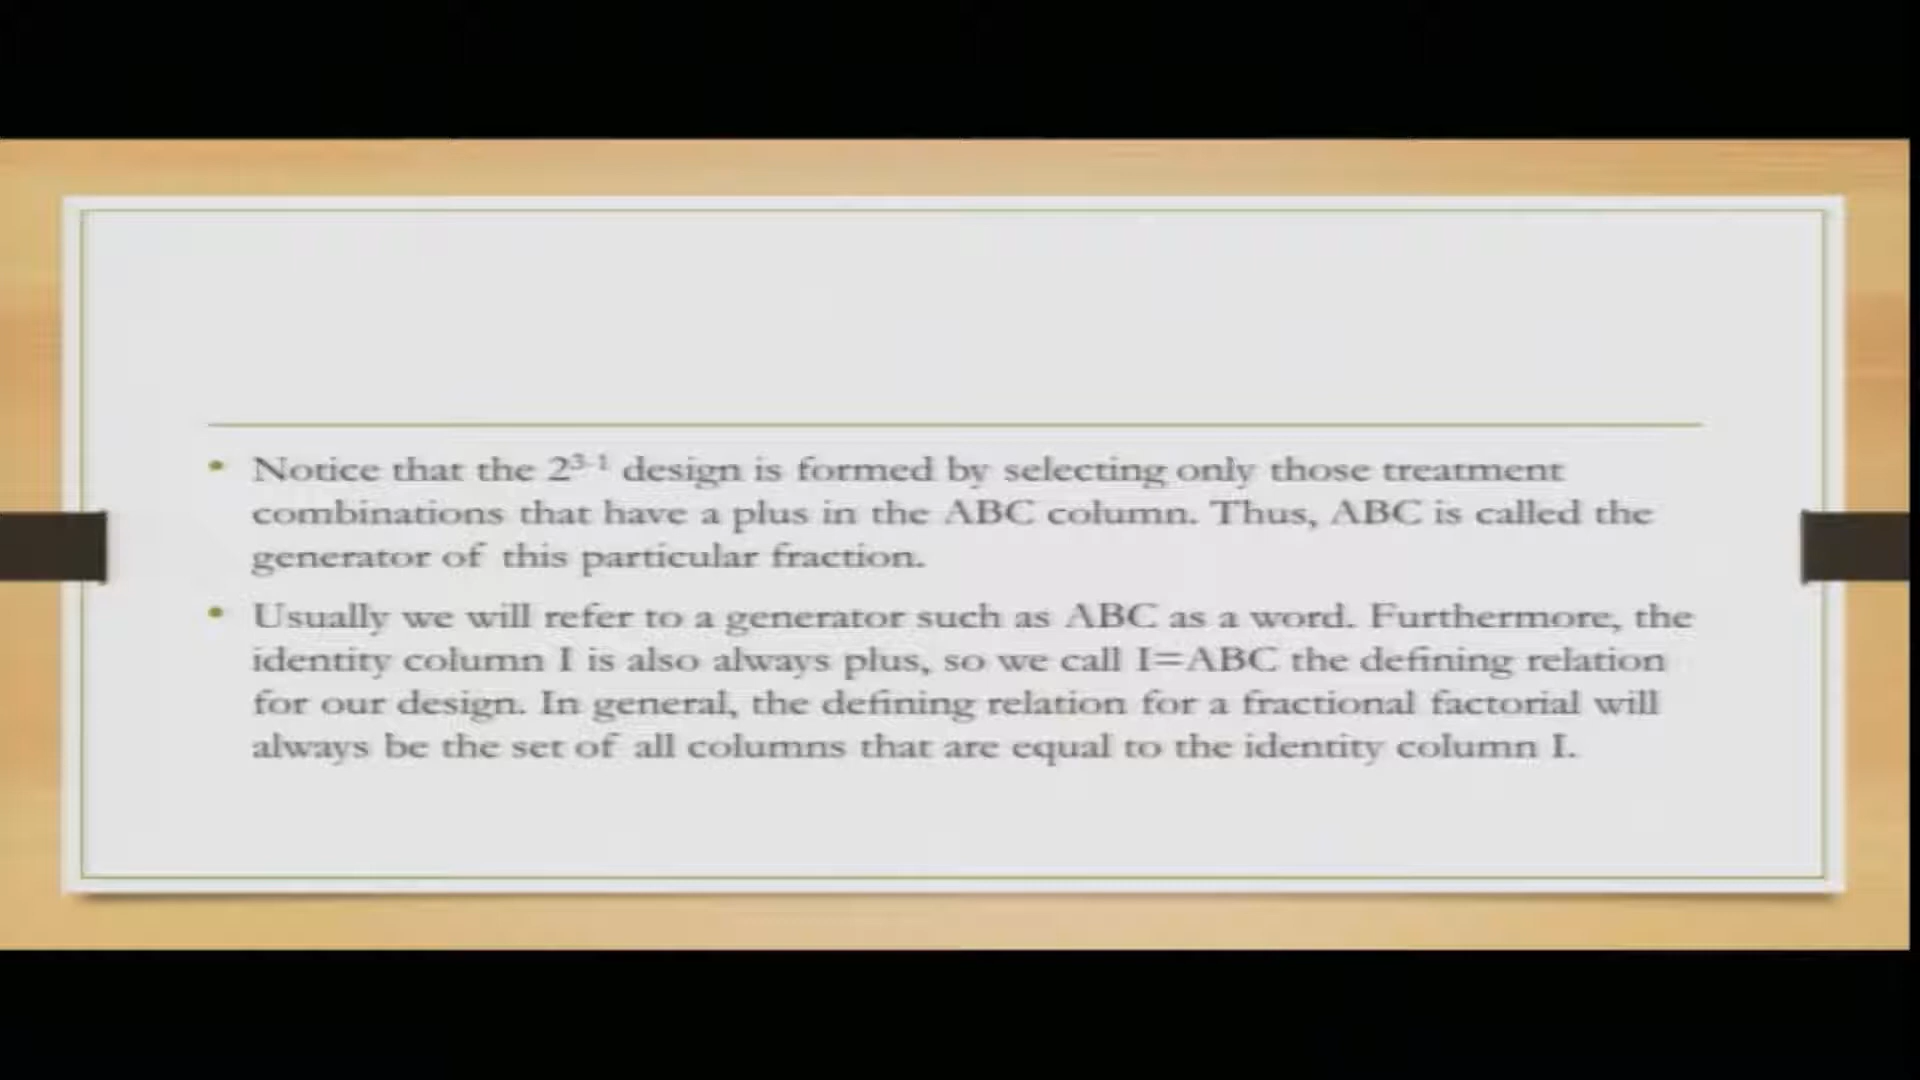 • Notice that the 2³⁻¹ design is formed by selecting only those treatment
combinations that have a plus in the ABC column. Thus, ABC is called the
generator of this particular fraction.
• Usually we will refer to a generator such as ABC as a word. Furthermore, the
identity column I is also always plus, so we call I=ABC the defining relation
for our design. In general, the defining relation for a fractional factorial will
always be the set of all columns that are equal to the identity column I.